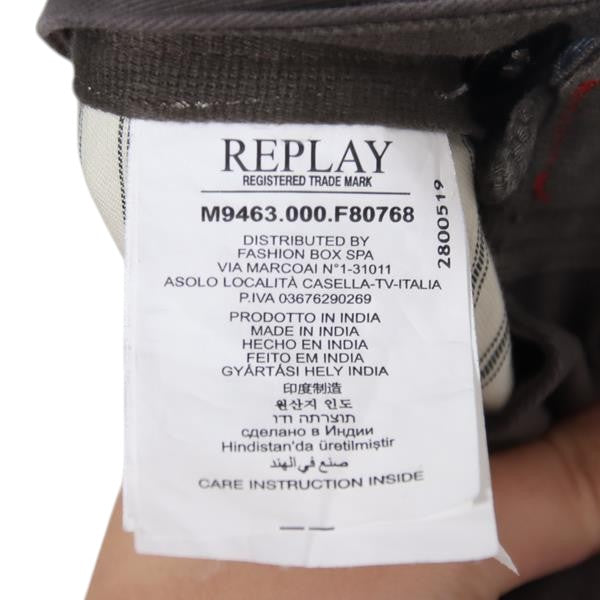 REPLAY
REGISTERED TRADE MARK
M9463.000.F80768
2800519
DISTRIBUTED BY
FASHION BOX SPA
VIA MARCOAI N°1-31011
ASOLO LOCALITÀ CASELLA-TV-ITALIA
P.IVA 03676290269
PRODOTTO IN INDIA
MADE IN INDIA
HECHO EN INDIA
FEITO EM INDIA
GYÁRTÁSI HELY INDIA
印度制造
원산지 인도
תוצרתה ודו
сделано в Индии
Hindistan'da üretilmiştir
صنع في الهند
CARE INSTRUCTION INSIDE